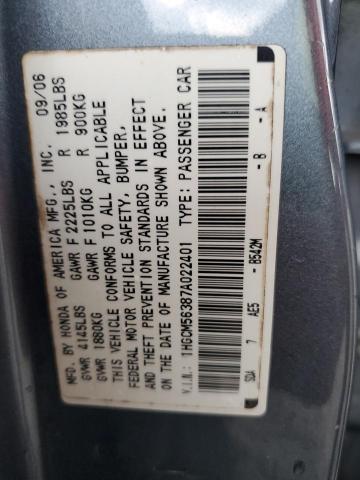 MFD. BY HONDA OF AMERICA MFG., INC. 09/06
GVWR 4145LBS GAWR F 2225LBS R 1985LBS
GVWR 1880KG GAWR F 1010KG R 900KG
THIS VEHICLE CONFORMS TO ALL APPLICABLE
FEDERAL MOTOR VEHICLE SAFETY, BUMPER,
AND THEFT PREVENTION STANDARDS IN EFFECT
ON THE DATE OF MANUFACTURE SHOWN ABOVE.
V.I.N.: 1HGCM56387A022401 TYPE: PASSENGER CAR
SDA 7 AE5 - B542M - B - A